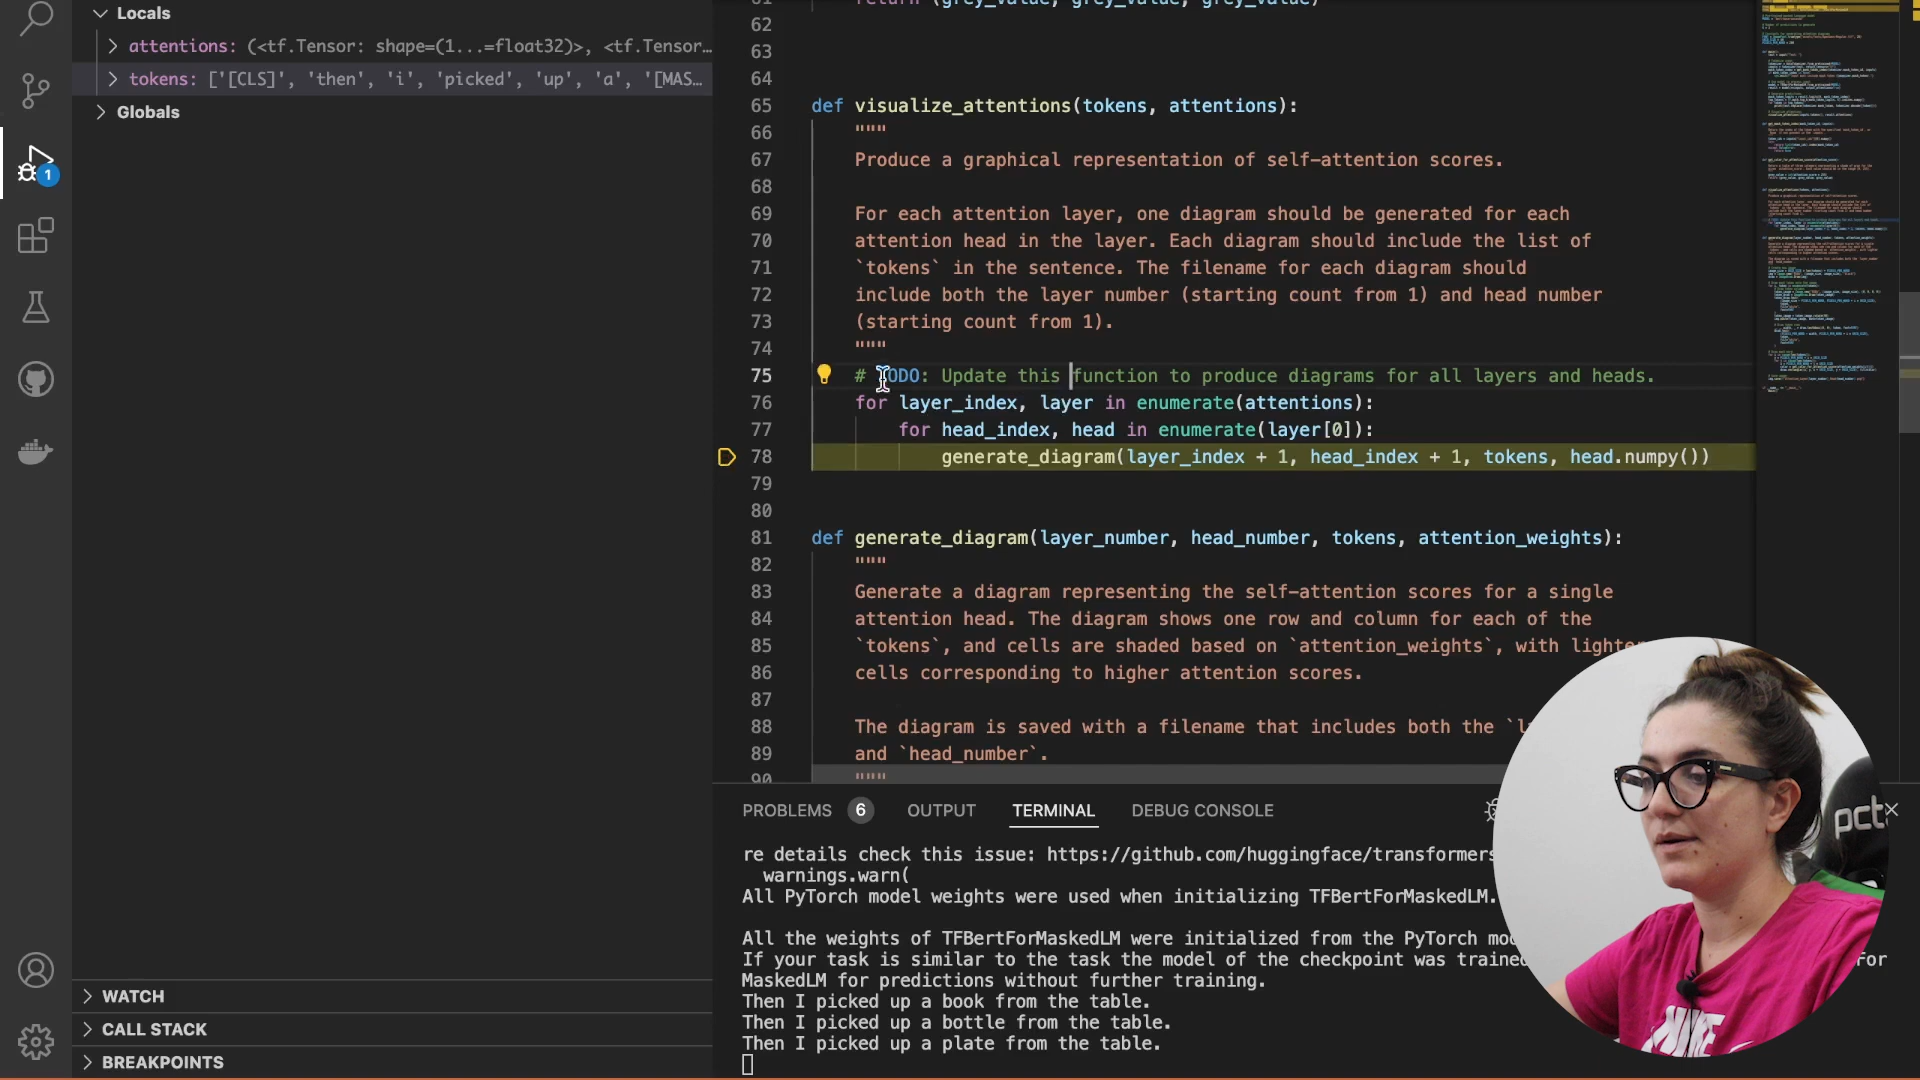 Locals
attentions: (<tf.Tensor: shape=(1...=float32)>, <tf.Tensor...
tokens: ['[CLS]', 'then', 'i', 'picked', 'up', 'a', '[MAS...
Globals
1
62
63
64
65 def visualize_attentions(tokens, attentions):
66 """
67 Produce a graphical representation of self-attention scores.
68
69 For each attention layer, one diagram should be generated for each
70 attention head in the layer. Each diagram should include the list of
71 `tokens` in the sentence. The filename for each diagram should
72 include both the layer number (starting count from 1) and head number
73 (starting count from 1).
74 """
75 # TODO: Update this function to produce diagrams for all layers and heads.
76 for layer_index, layer in enumerate(attentions):
77 for head_index, head in enumerate(layer[0]):
78 generate_diagram(layer_index + 1, head_index + 1, tokens, head.numpy())
79
80
81 def generate_diagram(layer_number, head_number, tokens, attention_weights):
82 """
83 Generate a diagram representing the self-attention scores for a single
84 attention head. The diagram shows one row and column for each of the
85 `tokens`, and cells are shaded based on `attention_weights`, with lighter
86 cells corresponding to higher attention scores.
87
88 The diagram is saved with a filename that includes both the
89 and `head_number`.
90 """
PROBLEMS 6 OUTPUT TERMINAL DEBUG CONSOLE
re details check this issue: https://github.com/huggingface/transformers
warnings.warn(
All PyTorch model weights were used when initializing TFBertForMaskedLM.
All the weights of TFBertForMaskedLM were initialized from the PyTorch
If your task is similar to the task the model of the checkpoint was trained For
MaskedLM for predictions without further training.
Then I picked up a book from the table.
Then I picked up a bottle from the table.
Then I picked up a plate from the table.
WATCH
CALL STACK
BREAKPOINTS